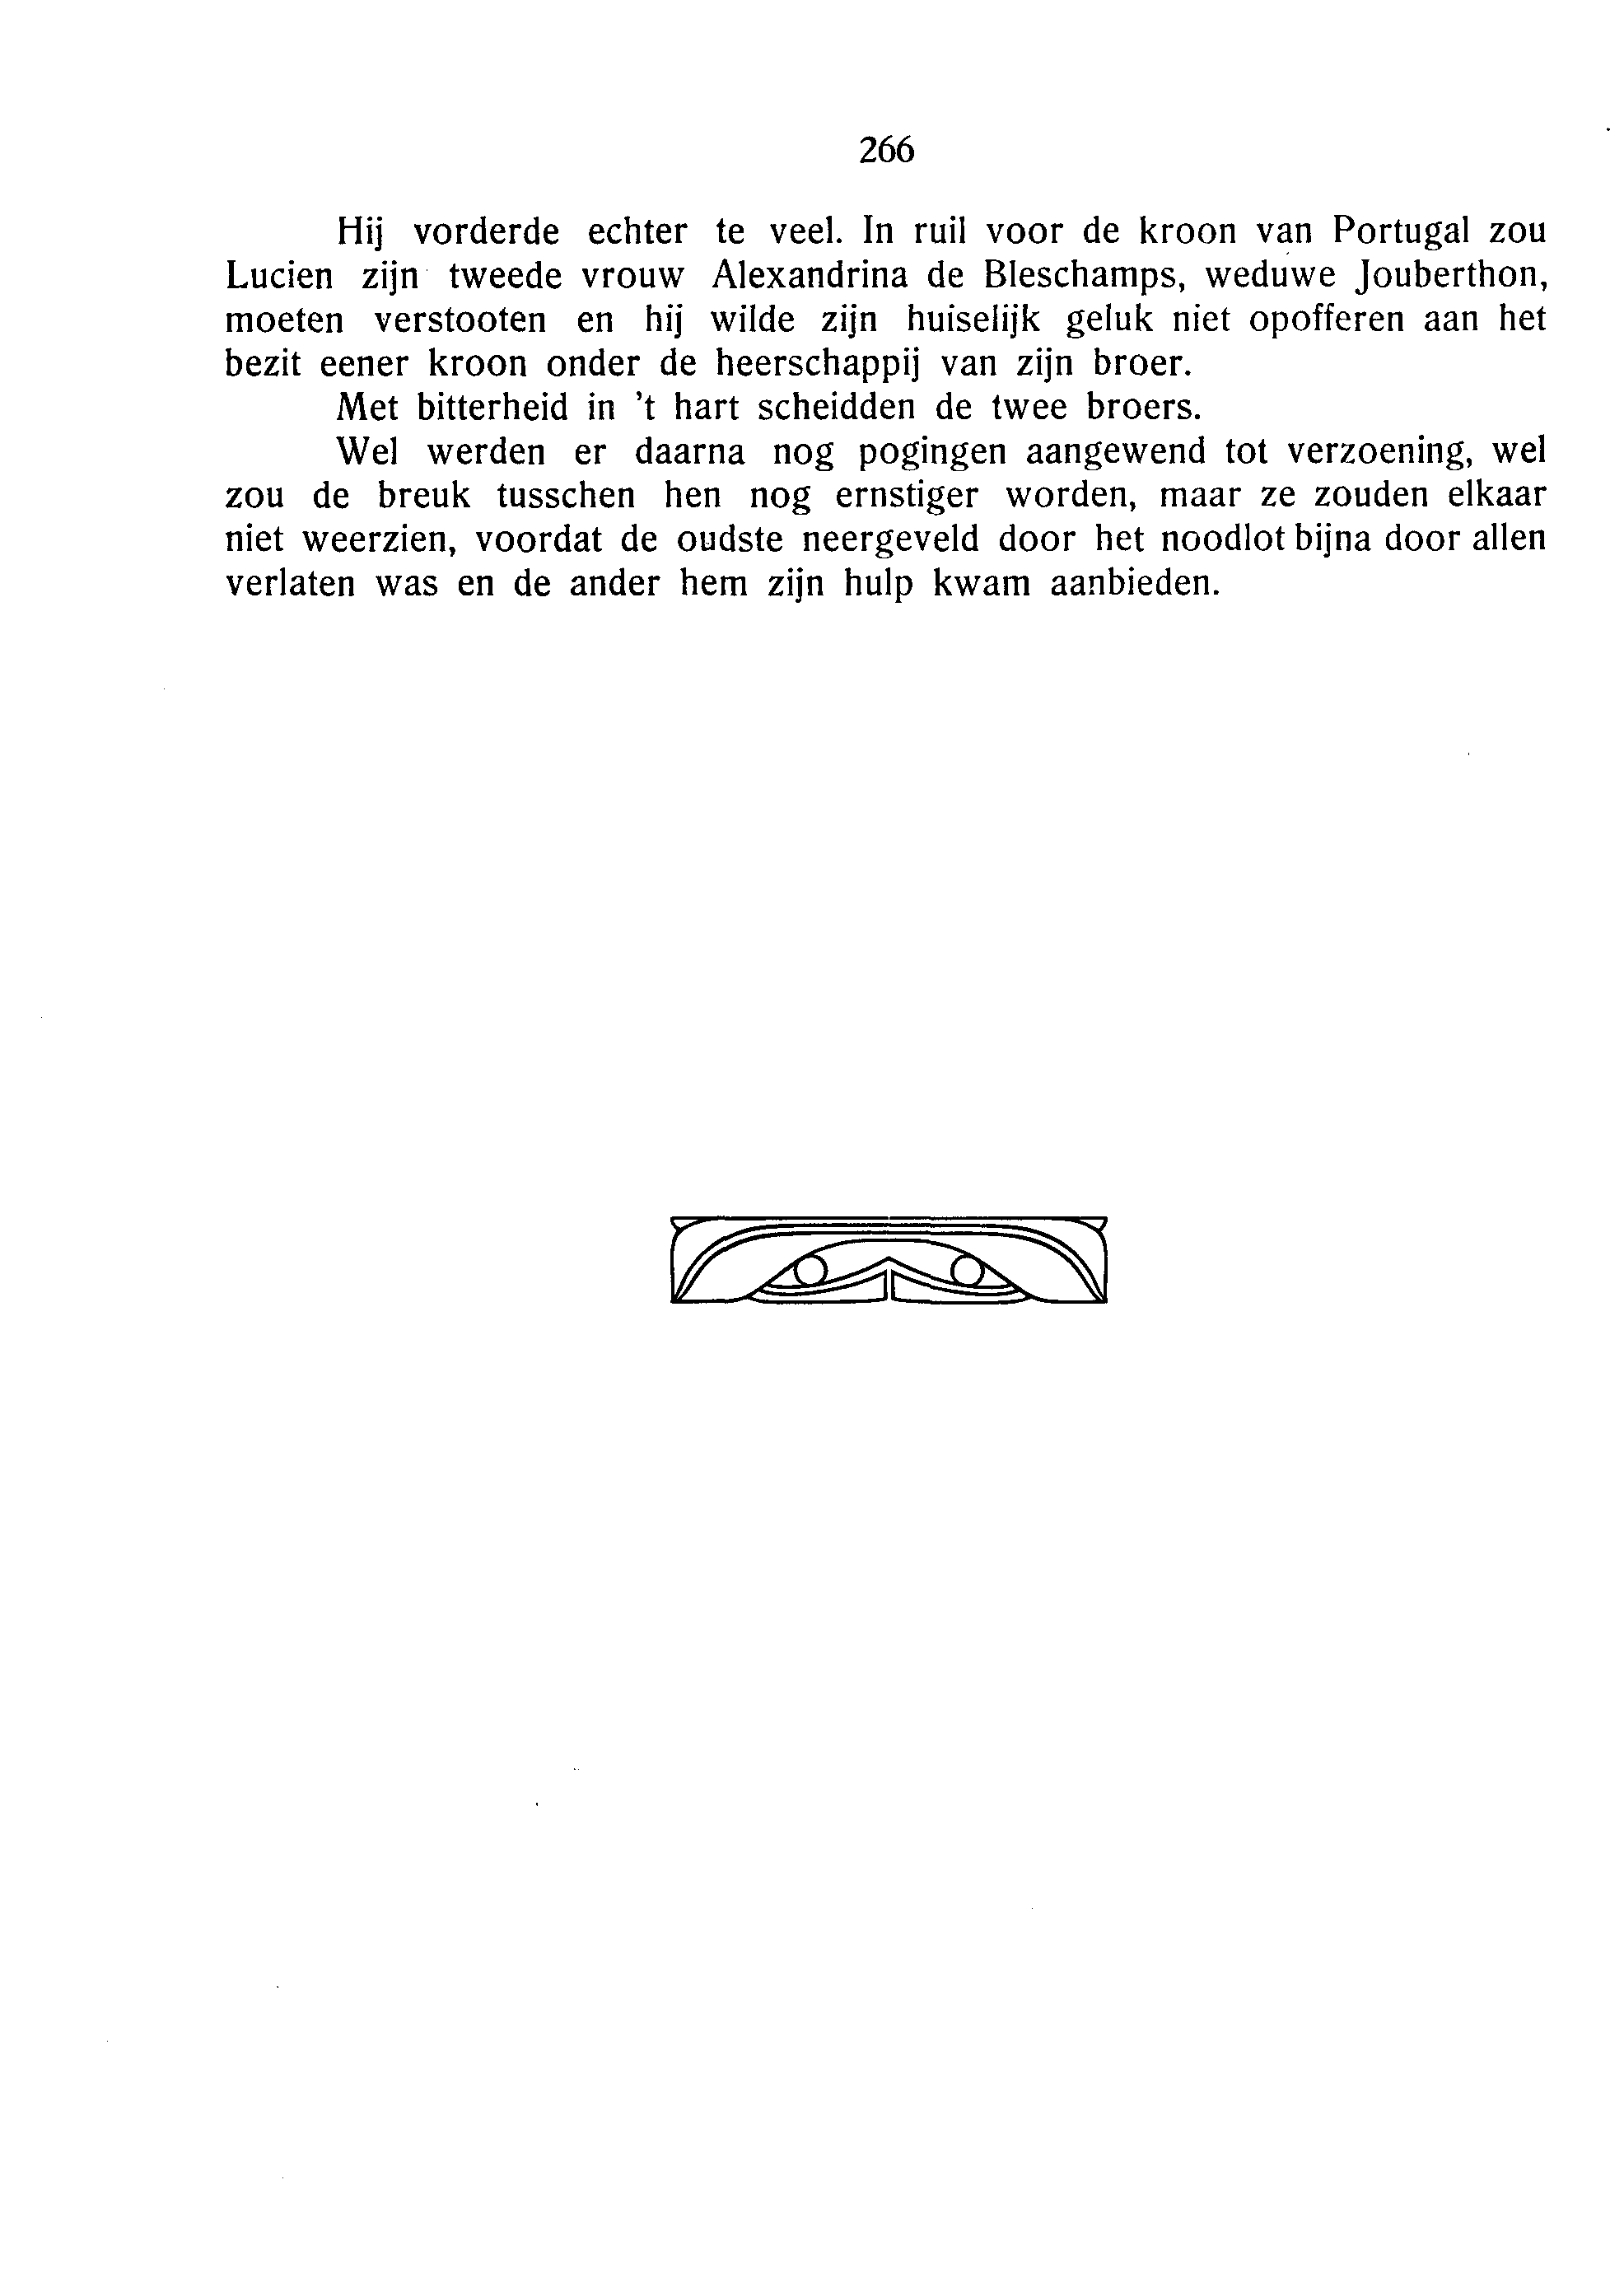 266
Hij vorderde echter te veel. In ruil voor de kroon van Portugal zou
Lucien zijn tweede vrouw Alexandrina de Bleschamps, weduwe Jouberthon,
moeten verstooten en hij wilde zijn huiselijk geluk niet opofferen aan het
bezit eener kroon onder de heerschappij van zijn broer.
Met bitterheid in 't hart scheidden de twee broers.
Wel werden er daarna nog pogingen aangewend tot verzoening, wel
zou de breuk tusschen hen nog ernstiger worden, maar ze zouden elkaar
niet weerzien, voordat de oudste neergeveld door het noodlot bijna door allen
verlaten was en de ander hem zijn hulp kwam aanbieden.